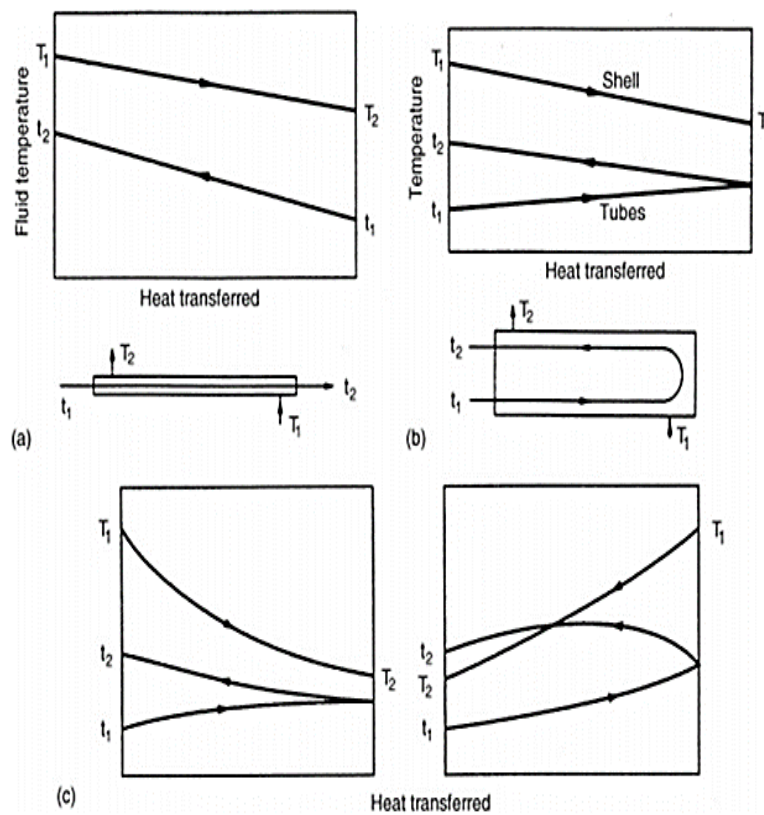 T₁
T₂
t₂
t₁
Fluid temperature
Heat transferred
T₂
t₁
t₂
T₁
(a)
T₁
Shell
T
t₂
t₁
Tubes
Temperature
Heat transferred
T₂
t₂
t₁
T₁
(b)
T₁
t₂
T₂
t₁
T₁
t₂
T₂
t₁
(c)
Heat transferred